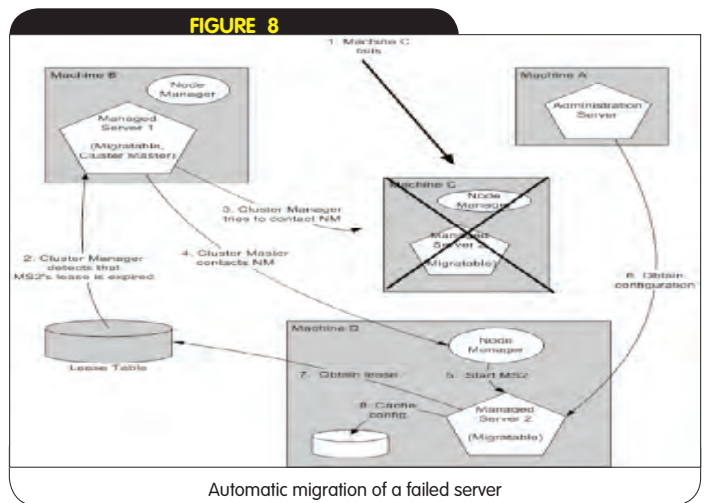 FIGURE 8
1. Machine C
fails
Machine B
Node
Manager
Managed
Server 1
(Migratable,
Cluster Master)
Machine A
Administration
Server
Machine C
Node
Manager
Managed
Server 2
(Migratable)
3. Cluster Manager
tries to contact NM
4. Cluster Master
contacts NM
2. Cluster Manager
detects that
MS2's lease is expired
6. Obtain
configuration
Lease Table
Machine D
Node
Manager
7. Obtain lease
5. Start MS2
8. Cache
config
Managed
Server 2
(Migratable)
Automatic migration of a failed server